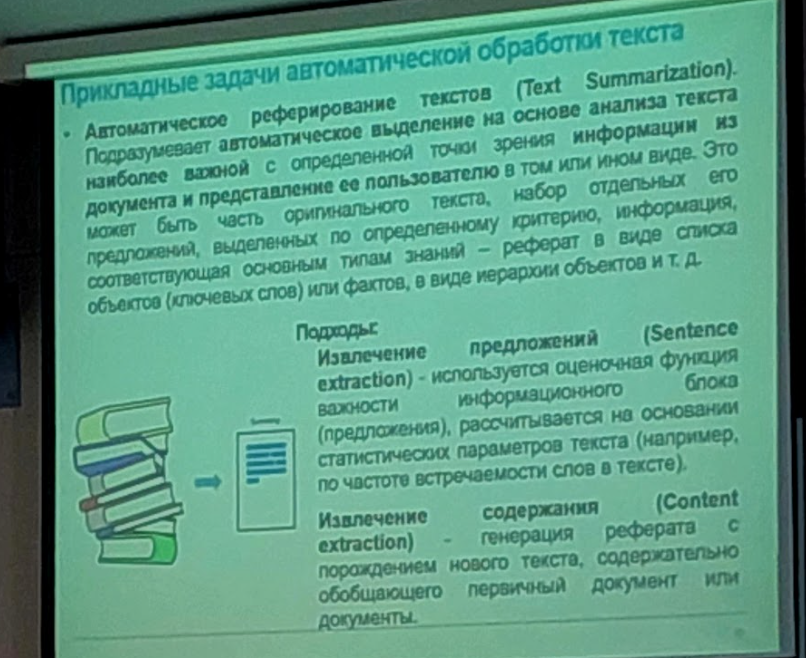 Прикладные задачи автоматической обработки текста
• Автоматическое реферирование текстов (Text Summarization).
Подразумевает автоматическое выделение на основе анализа текста
наиболее важной с определенной точки зрения информации из
документа и представление ее пользователю в том или ином виде. Это
может быть часть оригинального текста, набор отдельных его
предложений, выделенных по определенному критерию, информация,
соответствующая основным типам знаний – реферат в виде списка
объектов (ключевых слов) или фактов, в виде иерархии объектов и т. д.
Подходы:
Извлечение предложений (Sentence
extraction) - используется оценочная функция
важности информационного блока
(предложения), рассчитывается на основании
статистических параметров текста (например,
по частоте встречаемости слов в тексте).
Извлечение содержания (Content
extraction) - генерация реферата с
порождением нового текста, содержательно
обобщающего первичный документ или
документы.